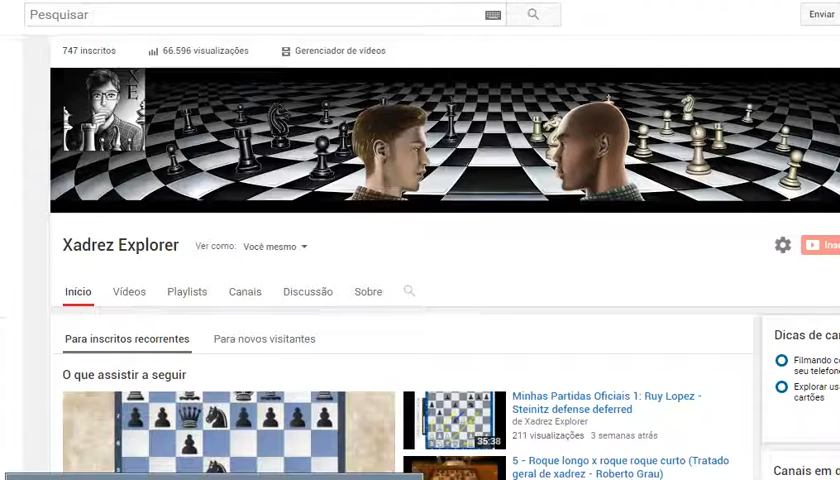 Pesquisar
Enviar
747 inscritos 66.596 visualizações Gerenciador de vídeos
X
E
Xadrez Explorer Ver como: Você mesmo
Início Vídeos Playlists Canais Discussão Sobre
Para inscritos recorrentes Para novos visitantes
O que assistir a seguir
Minhas Partidas Oficiais 1: Ruy Lopez -
Steinitz defense deferred
de Xadrez Explorer
211 visualizações 3 semanas atrás
35:38
5 - Roque longo x roque roque curto (Tratado
geral de xadrez - Roberto Grau)
Dicas de
Filmando
seu
Explorar
cartões
Canais em